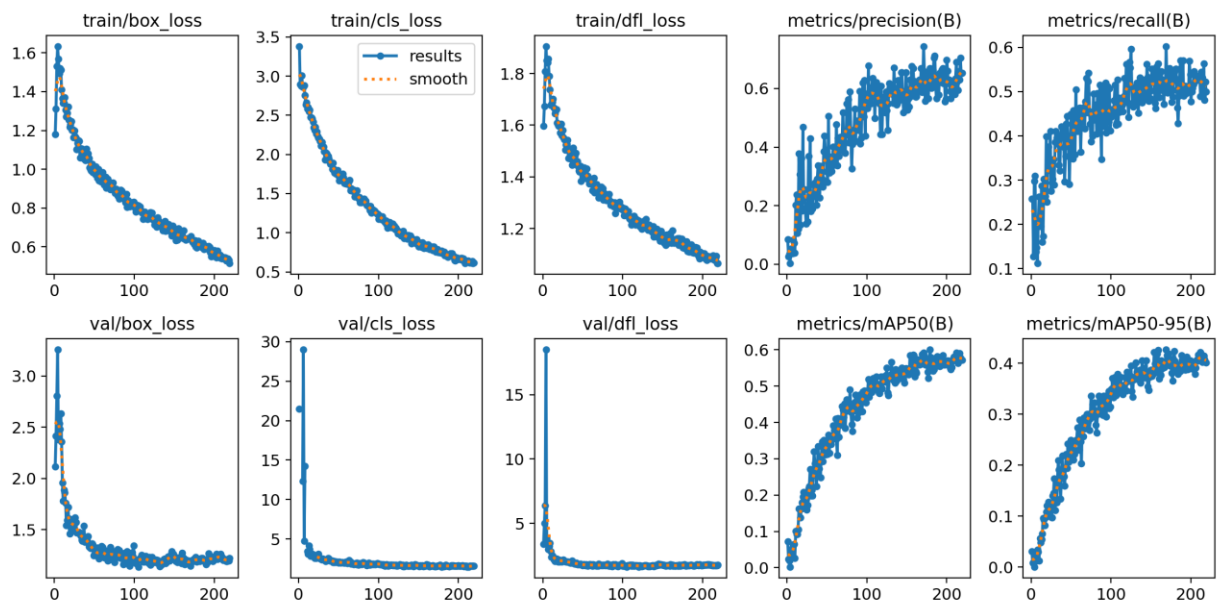 train/box_loss
1.6
1.4
1.2
1.0
0.8
0.6
0 100 200
train/cls_loss
3.5
3.0
2.5
2.0
1.5
1.0
0.5
0 100 200
results
smooth
train/dfl_loss
1.8
1.6
1.4
1.2
0 100 200
metrics/precision(B)
0.6
0.4
0.2
0.0
0 100 200
metrics/recall(B)
0.6
0.5
0.4
0.3
0.2
0.1
0 100 200
val/box_loss
3.0
2.5
2.0
1.5
0 100 200
val/cls_loss
30
25
20
15
10
5
0 100 200
val/dfl_loss
15
10
5
0 100 200
metrics/mAP50(B)
0.6
0.5
0.4
0.3
0.2
0.1
0.0
0 100 200
metrics/mAP50-95(B)
0.4
0.3
0.2
0.1
0.0
0 100 200